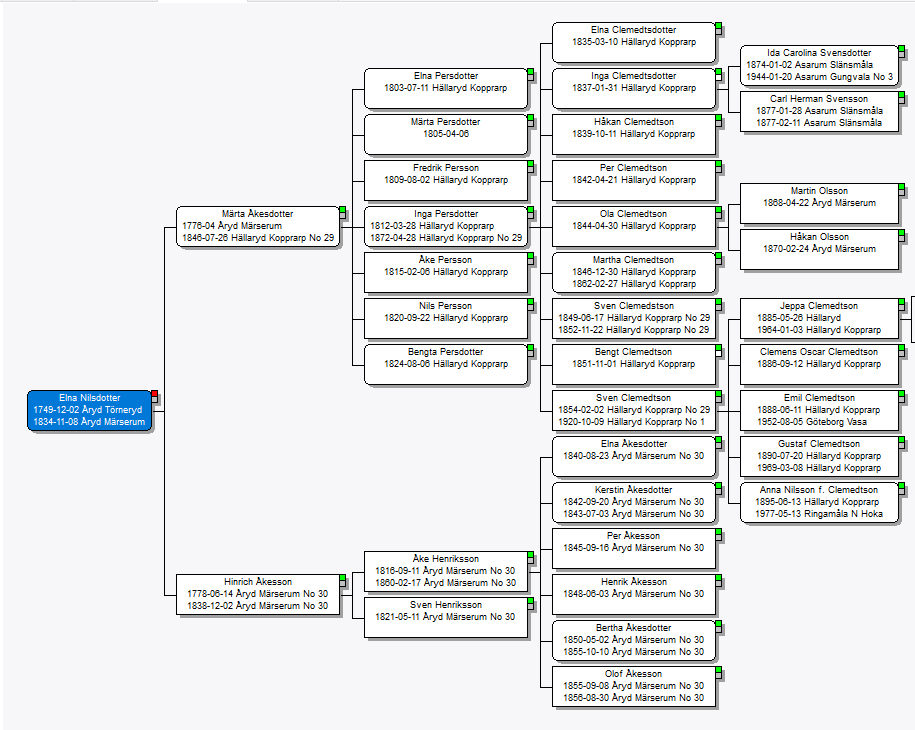 Elna Nilsdotter
1749-12-02 Åryd Törneryd
1834-11-08 Åryd Märserum
Märta Åkesdotter
1776-04 Åryd Märserum
1846-07-26 Hällaryd Kopprarp No 29
Hinrich Åkesson
1778-06-14 Åryd Märserum No 30
1838-12-02 Åryd Märserum No 30
Elna Persdotter
1803-07-11 Hällaryd Kopprarp
Märta Persdotter
1805-04-06
Fredrik Persson
1809-08-02 Hällaryd Kopprarp
Inga Persdotter
1812-03-28 Hällaryd Kopprarp
1872-04-28 Hällaryd Kopprarp No 29
Åke Persson
1815-02-06 Hällaryd Kopprarp
Nils Persson
1820-09-22 Hällaryd Kopprarp
Bengta Persdotter
1824-08-06 Hällaryd Kopprarp
Åke Henriksson
1816-09-11 Åryd Märserum No 30
1860-02-17 Åryd Märserum No 30
Sven Henriksson
1821-05-11 Åryd Märserum No 30
Elna Clemedtsdotter
1835-03-10 Hällaryd Kopprarp
Inga Clemedtsdotter
1837-01-31 Hällaryd Kopprarp
Håkan Clemedtson
1839-10-11 Hällaryd Kopprarp
Per Clemedtson
1842-04-21 Hällaryd Kopprarp
Ola Clemedtson
1844-04-30 Hällaryd Kopprarp
Martha Clemedtson
1846-12-30 Hällaryd Kopprarp
1862-02-27 Hällaryd Kopprarp
Sven Clemedstson
1849-06-17 Hällaryd Kopprarp No 29
1852-11-22 Hällaryd Kopprarp No 29
Bengt Clemedtson
1851-11-01 Hällaryd Kopprarp
Sven Clemedtson
1854-02-02 Hällaryd Kopprarp No 29
1920-10-09 Hällaryd Kopprarp No 1
Elna Åkesdotter
1840-08-23 Åryd Märserum No 30
Kerstin Åkesdotter
1842-09-20 Åryd Märserum No 30
1843-07-03 Åryd Märserum No 30
Per Åkesson
1845-09-16 Åryd Märserum No 30
Henrik Åkesson
1848-06-03 Åryd Märserum No 30
Bertha Åkesdotter
1850-05-02 Åryd Märserum No 30
1855-10-10 Åryd Märserum No 30
Olof Åkesson
1855-09-08 Åryd Märserum No 30
1856-08-30 Åryd Märserum No 30
Ida Carolina Svensdotter
1874-01-02 Asarum Slänsmåla
1944-01-20 Asarum Gungvala No 3
Carl Herman Svensson
1877-01-28 Asarum Slänsmåla
1877-02-11 Asarum Slänsmåla
Martin Olsson
1868-04-22 Åryd Märserum
Håkan Olsson
1870-02-24 Åryd Märserum
Jeppa Clemedtson
1885-05-26 Hällaryd
1964-01-03 Hällaryd Kopprarp
Clemens Oscar Clemedtson
1886-09-12 Hällaryd Kopprarp
Emil Clemedtson
1888-06-11 Hällaryd Kopprarp
1952-08-05 Göteborg Vasa
Gustaf Clemedtson
1890-07-20 Hällaryd Kopprarp
1969-03-08 Hällaryd Kopprarp
Anna Nilsson f. Clemedtson
1895-06-13 Hällaryd Kopprarp
1977-05-13 Ringamåla N Hoka